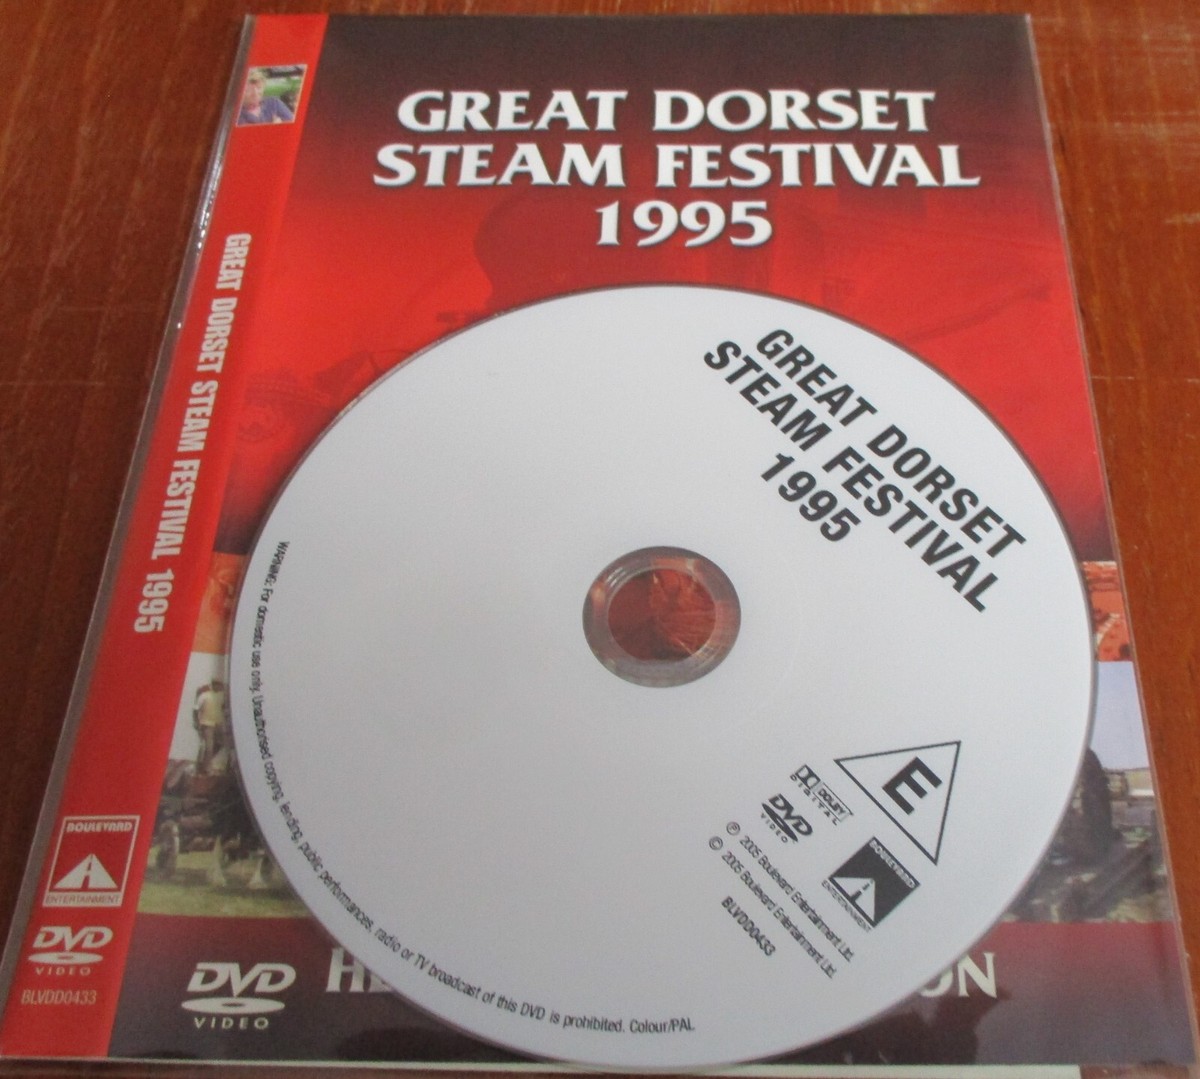 GREAT DORSET
STEAM FESTIVAL
1995
GREAT DORSET STEAM FESTIVAL 1995
BOULEVARD
ENTERTAINMENT
DVD
VIDEO
BLVDD0433
DVD
VIDEO
GREAT DORSET
STEAM FESTIVAL
1995
E
DOLBY
DIGITAL
DVD
VIDEO
BOULEVARD
ENTERTAINMENT
℗ 2005 Boulevard Entertainment Ltd.
© 2005 Boulevard Entertainment Ltd.
BLVDD0433
WARNING: For domestic use only. Unauthorised copying, lending, public performances, radio or TV broadcast of this DVD is prohibited. Colour/PAL